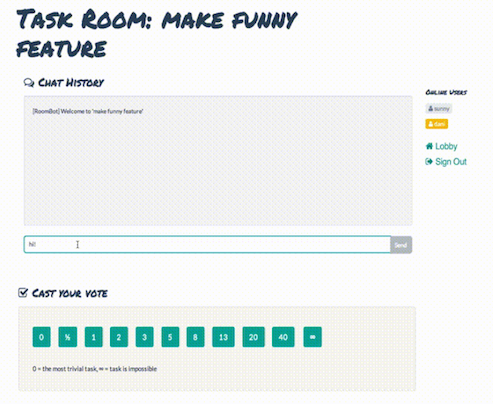 Task Room: make funny
feature
Chat History
[RoomBot] Welcome to 'make funny feature'
hi!
Send
Online Users
sunny
Lobby
Sign Out
Cast your vote
0 ½ 1 2 3 5 8 13 20 40 ∞
0 = the most trivial task, ∞ = task is impossible